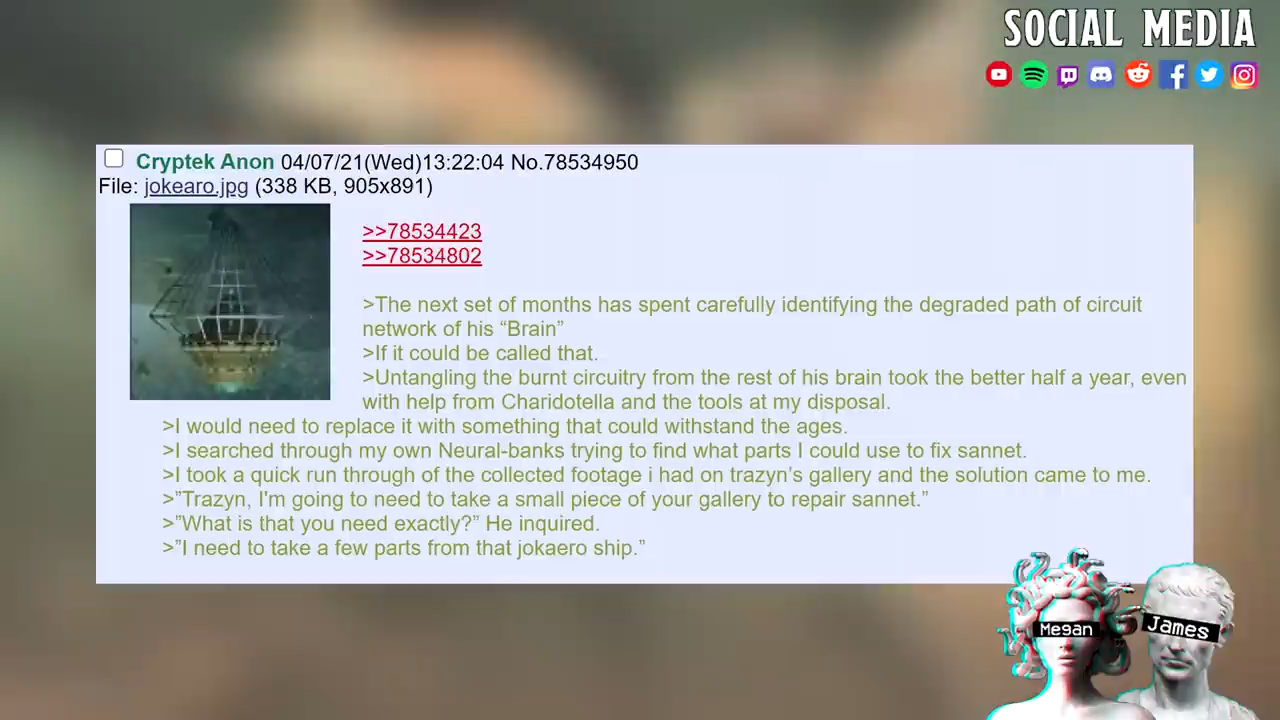 SOCIAL MEDIA
Cryptek Anon 04/07/21(Wed)13:22:04 No.78534950
File: jokearo.jpg (338 KB, 905x891)
>>78534423
>>78534802
>The next set of months has spent carefully identifying the degraded path of circuit
network of his “Brain”
>If it could be called that.
>Untangling the burnt circuitry from the rest of his brain took the better half a year, even
with help from Charidotella and the tools at my disposal.
>I would need to replace it with something that could withstand the ages.
>I searched through my own Neural-banks trying to find what parts I could use to fix sannet.
>I took a quick run through of the collected footage i had on trazyn’s gallery and the solution came to me.
>”Trazyn, I'm going to need to take a small piece of your gallery to repair sannet.”
>”What is that you need exactly?” He inquired.
>”I need to take a few parts from that jokaero ship.”
Megan
James